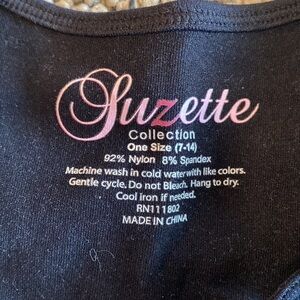 Suzette
Collection
One Size (7-14)
92% Nylon 8% Spandex
Machine wash in cold water with like colors.
Gentle cycle. Do not Bleach. Hang to dry.
Cool iron if needed.
RN111802
MADE IN CHINA